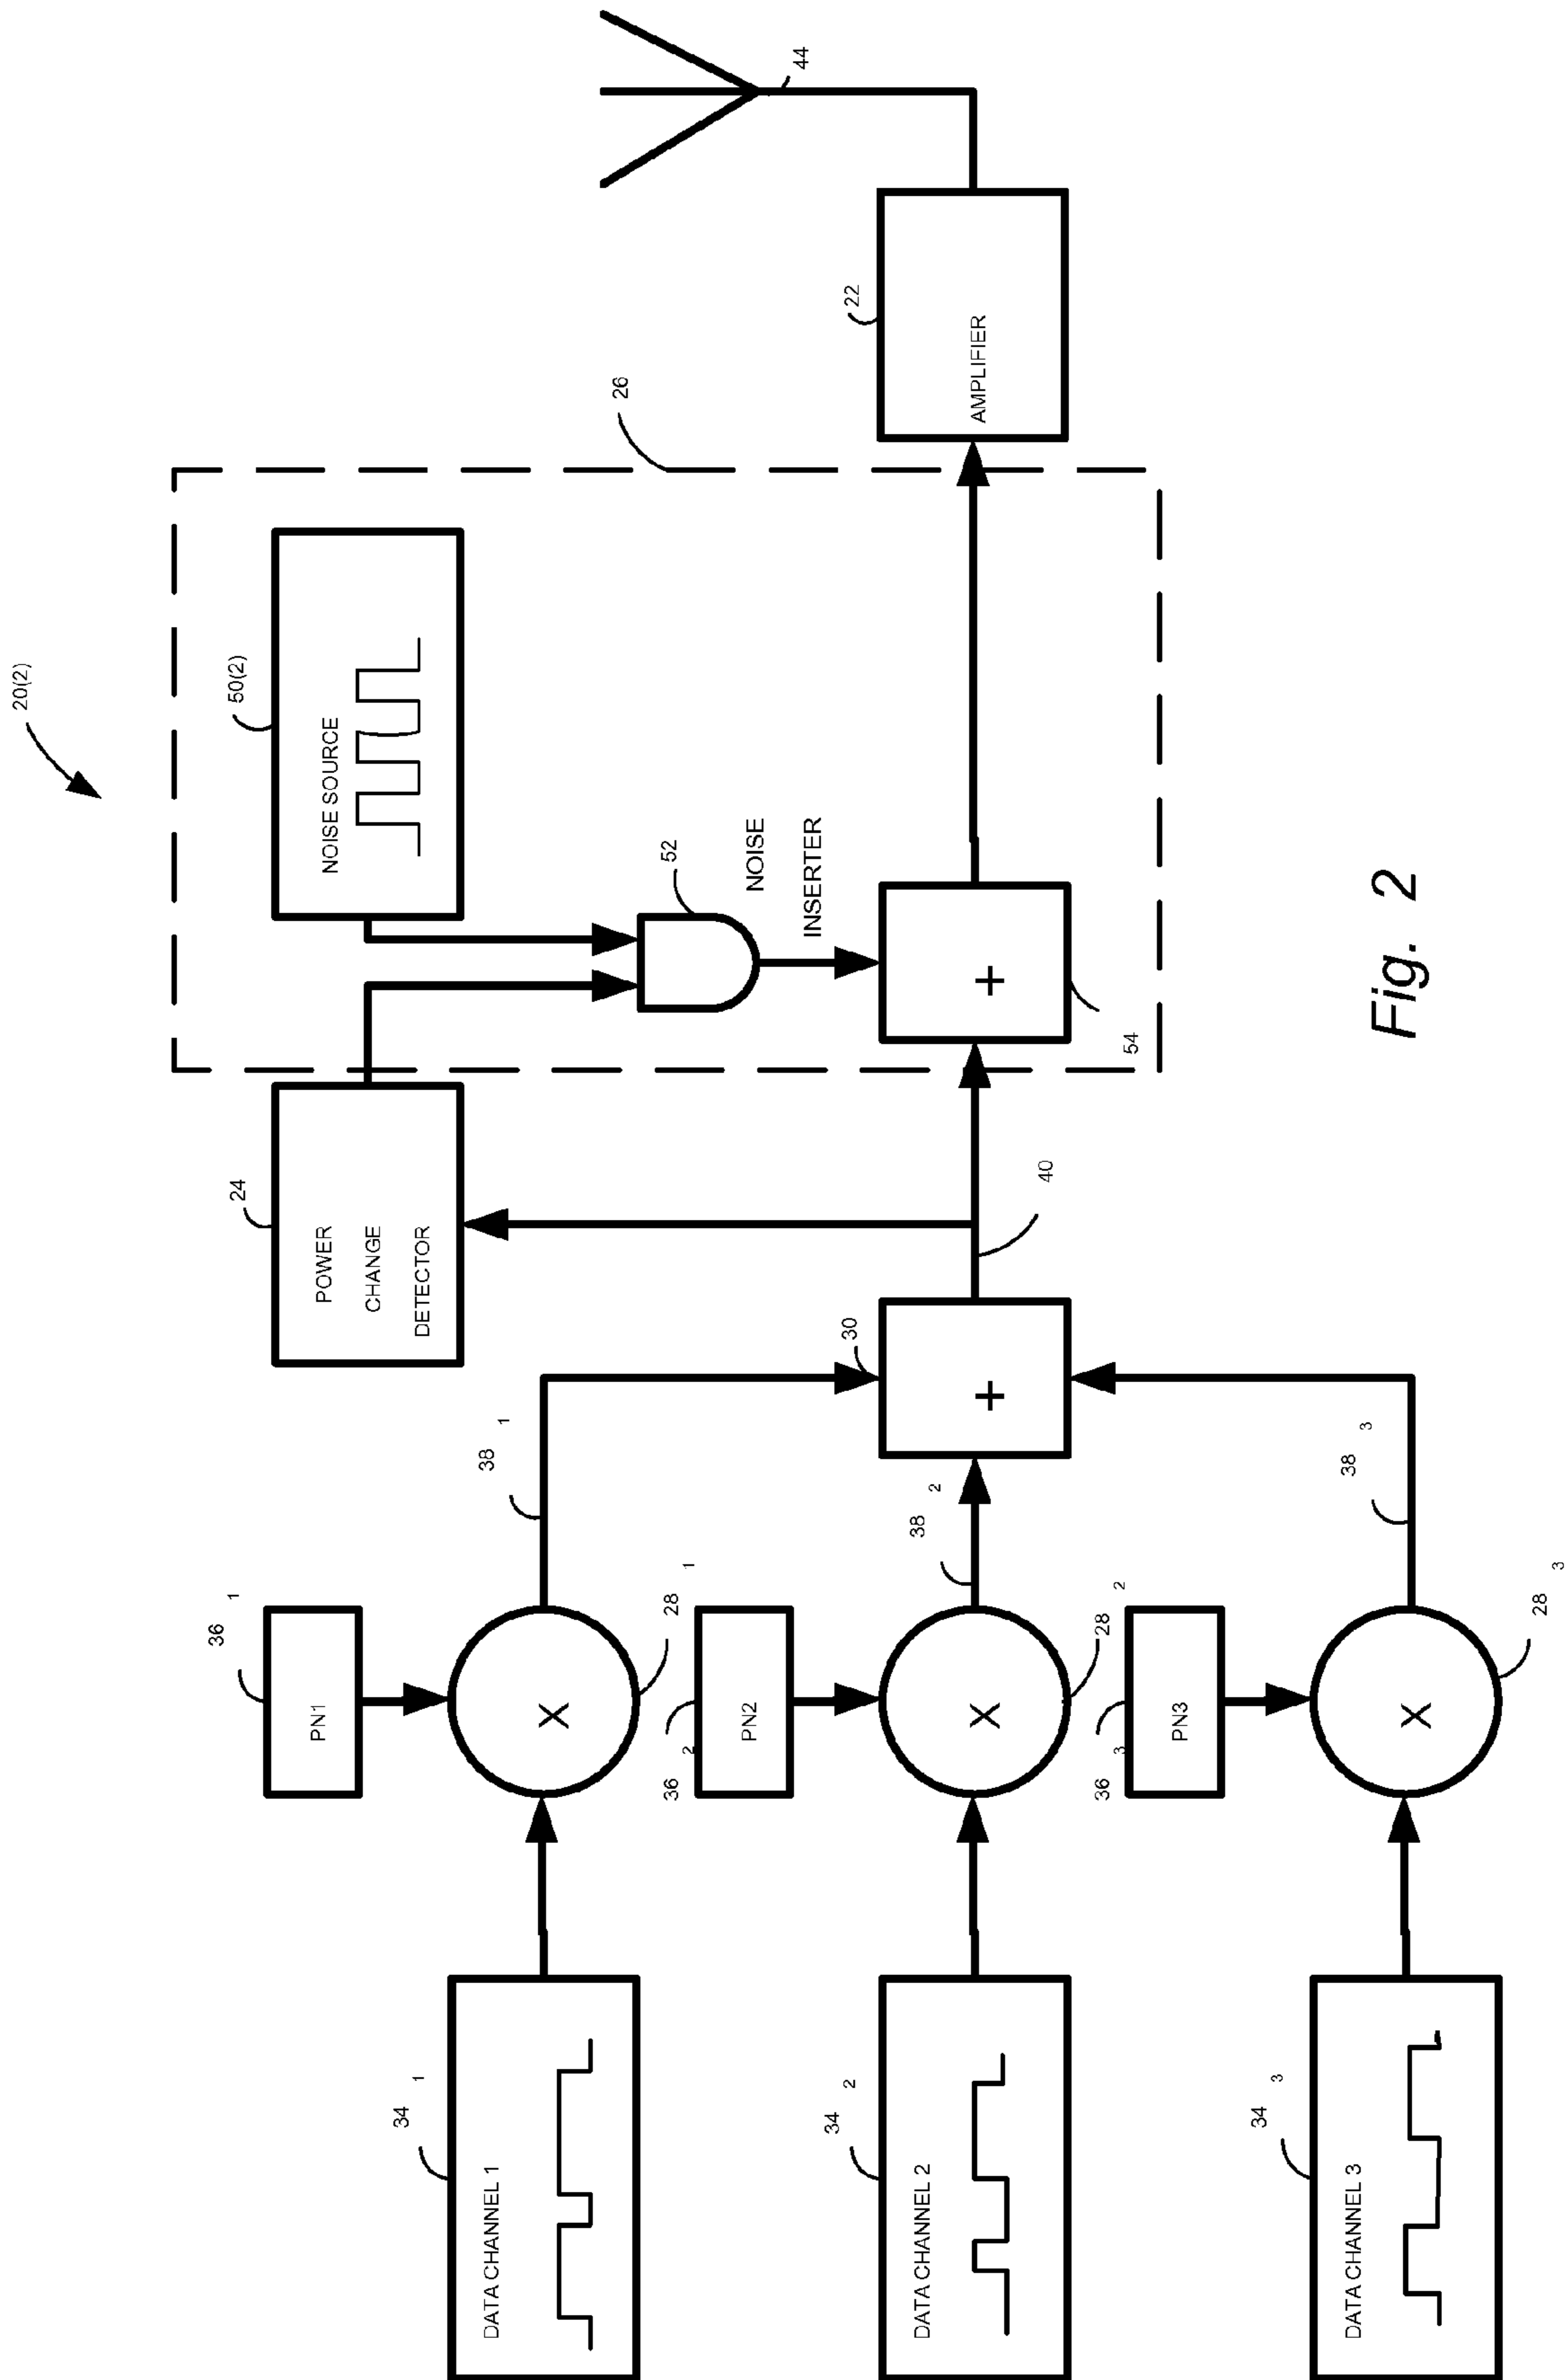 20(2)
26
50(2)
NOISE SOURCE
24
POWER
CHANGE
DETECTOR
52
NOISE
INSERTER
44
22
AMPLIFIER
54
+
40
30
+
38 1
38 2
38 3
36 1
PN1
X
28 1
36 2
PN2
X
28 2
36 3
PN3
X
28 3
34 1
DATA CHANNEL 1
34 2
DATA CHANNEL 2
34 3
DATA CHANNEL 3
Fig. 2